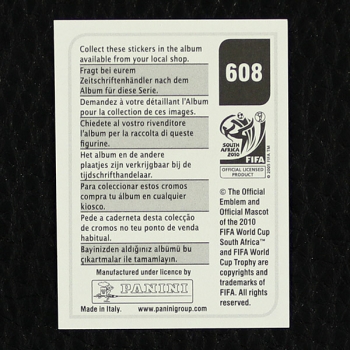 Collect these stickers in the album
available from your local shop.
Fragt bei eurem
Zeitschriftenhändler nach dem
Album für diese Serie.
Demandez à votre détaillant l'Album
pour la collection de ces images.
Chiedete al vostro rivenditore
l'album per la raccolta di queste
figurine.
Het album en de andere
plaatjes zijn verkrijgbaar bij de
tijdschrifthandelaar.
Para coleccionar estos cromos
compra tu álbum en cualquier
kiosco.
Pede a caderneta desta colecção
de cromos no teu ponto de venda
habitual.
Bayinizden aldığınız albümü bu
çıkartmalar ile tamamlayın.
Manufactured under licence by
PANINI
Made in Italy. www.paninigroup.com
608
SOUTH
AFRICA
2010
FIFA
OFFICIAL LICENSED
PRODUCT
© The Official
Emblem and
Official Mascot
of the 2010
FIFA World Cup
South Africa™
and FIFA World
Cup Trophy are
copyrights and
trademarks of
FIFA. All rights
reserved.